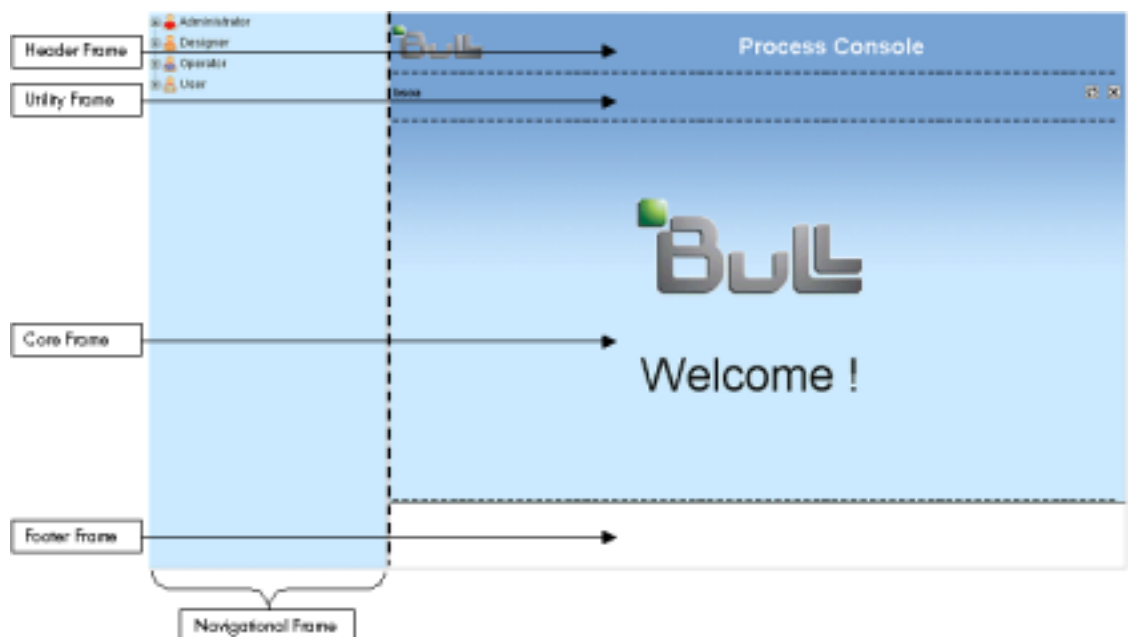 Administrator
Designer
Operator
User
Header Frame
Bull
Process Console
Utility Frame
Bull
Welcome !
Core Frame
Footer Frame
Navigational Frame